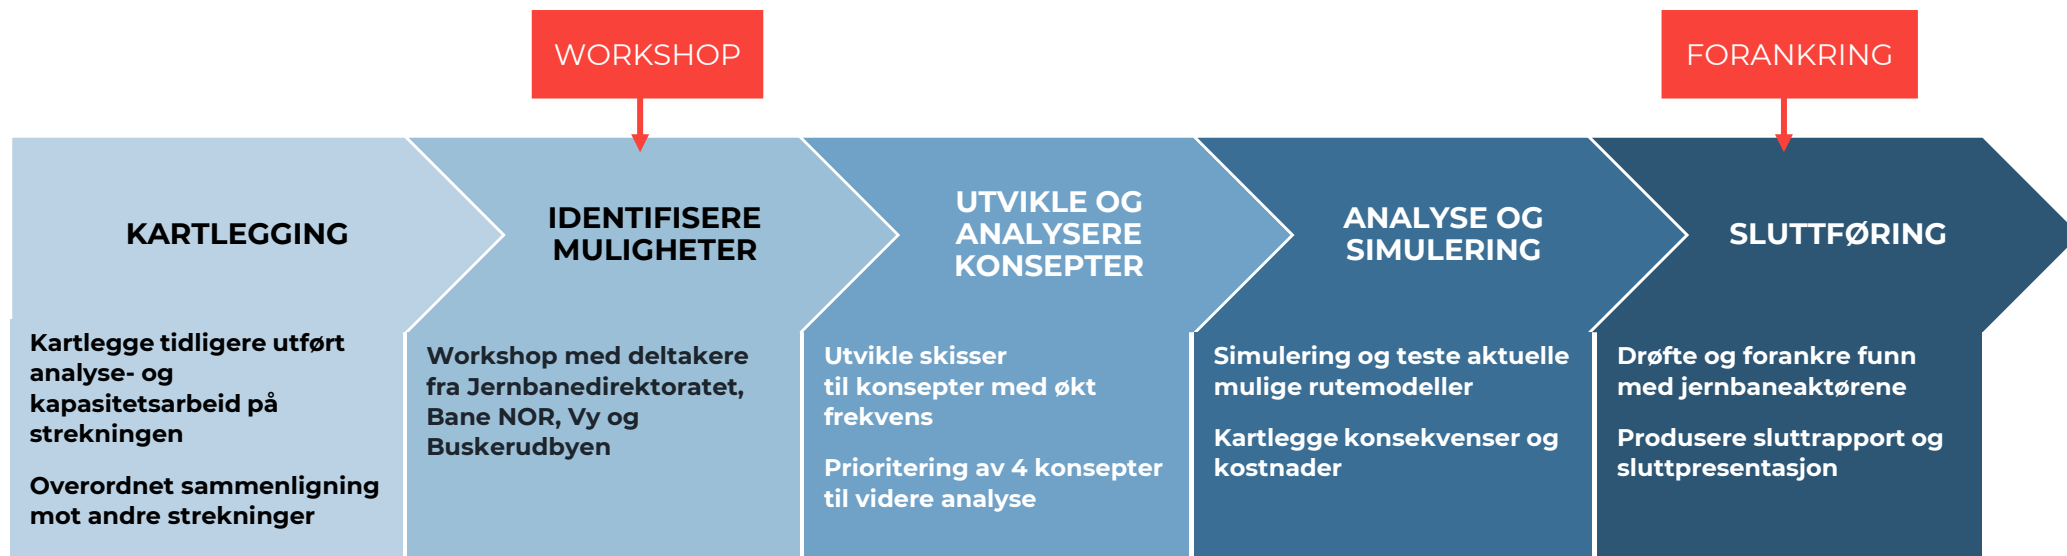 WORKSHOP
FORANKRING
KARTLEGGING
IDENTIFISERE
MULIGHETER
UTVIKLE OG
ANALYSERE
KONSEPTER
ANALYSE OG
SIMULERING
SLUTTFØRING
Kartlegge tidligere utført
analyse- og
kapasitetsarbeid på
strekningen
Overordnet sammenligning
mot andre strekninger
Workshop med deltakere
fra Jernbanedirektoratet,
Bane NOR, Vy og
Buskerudbyen
Utvikle skisser
til konsepter med økt
frekvens
Prioritering av 4 konsepter
til videre analyse
Simulering og teste aktuelle
mulige rutemodeller
Kartlegge konsekvenser og
kostnader
Drøfte og forankre funn
med jernbaneaktørene
Produsere sluttrapport og
sluttpresentasjon